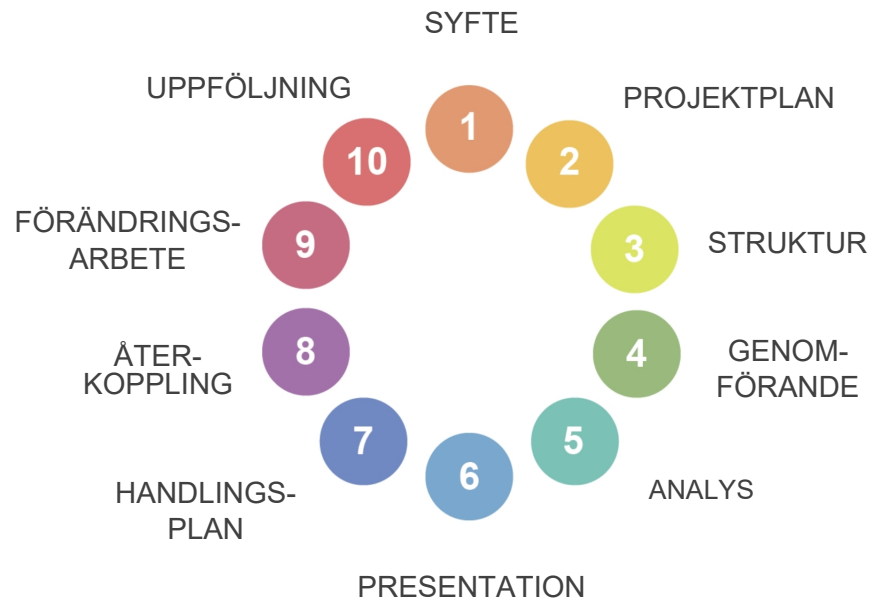 SYFTE
1
PROJEKTPLAN
2
STRUKTUR
3
GENOM-
FÖRANDE
4
ANALYS
5
PRESENTATION
6
HANDLINGS-
PLAN
7
ÅTER-
KOPPLING
8
FÖRÄNDRINGS-
ARBETE
9
UPPFÖLJNING
10